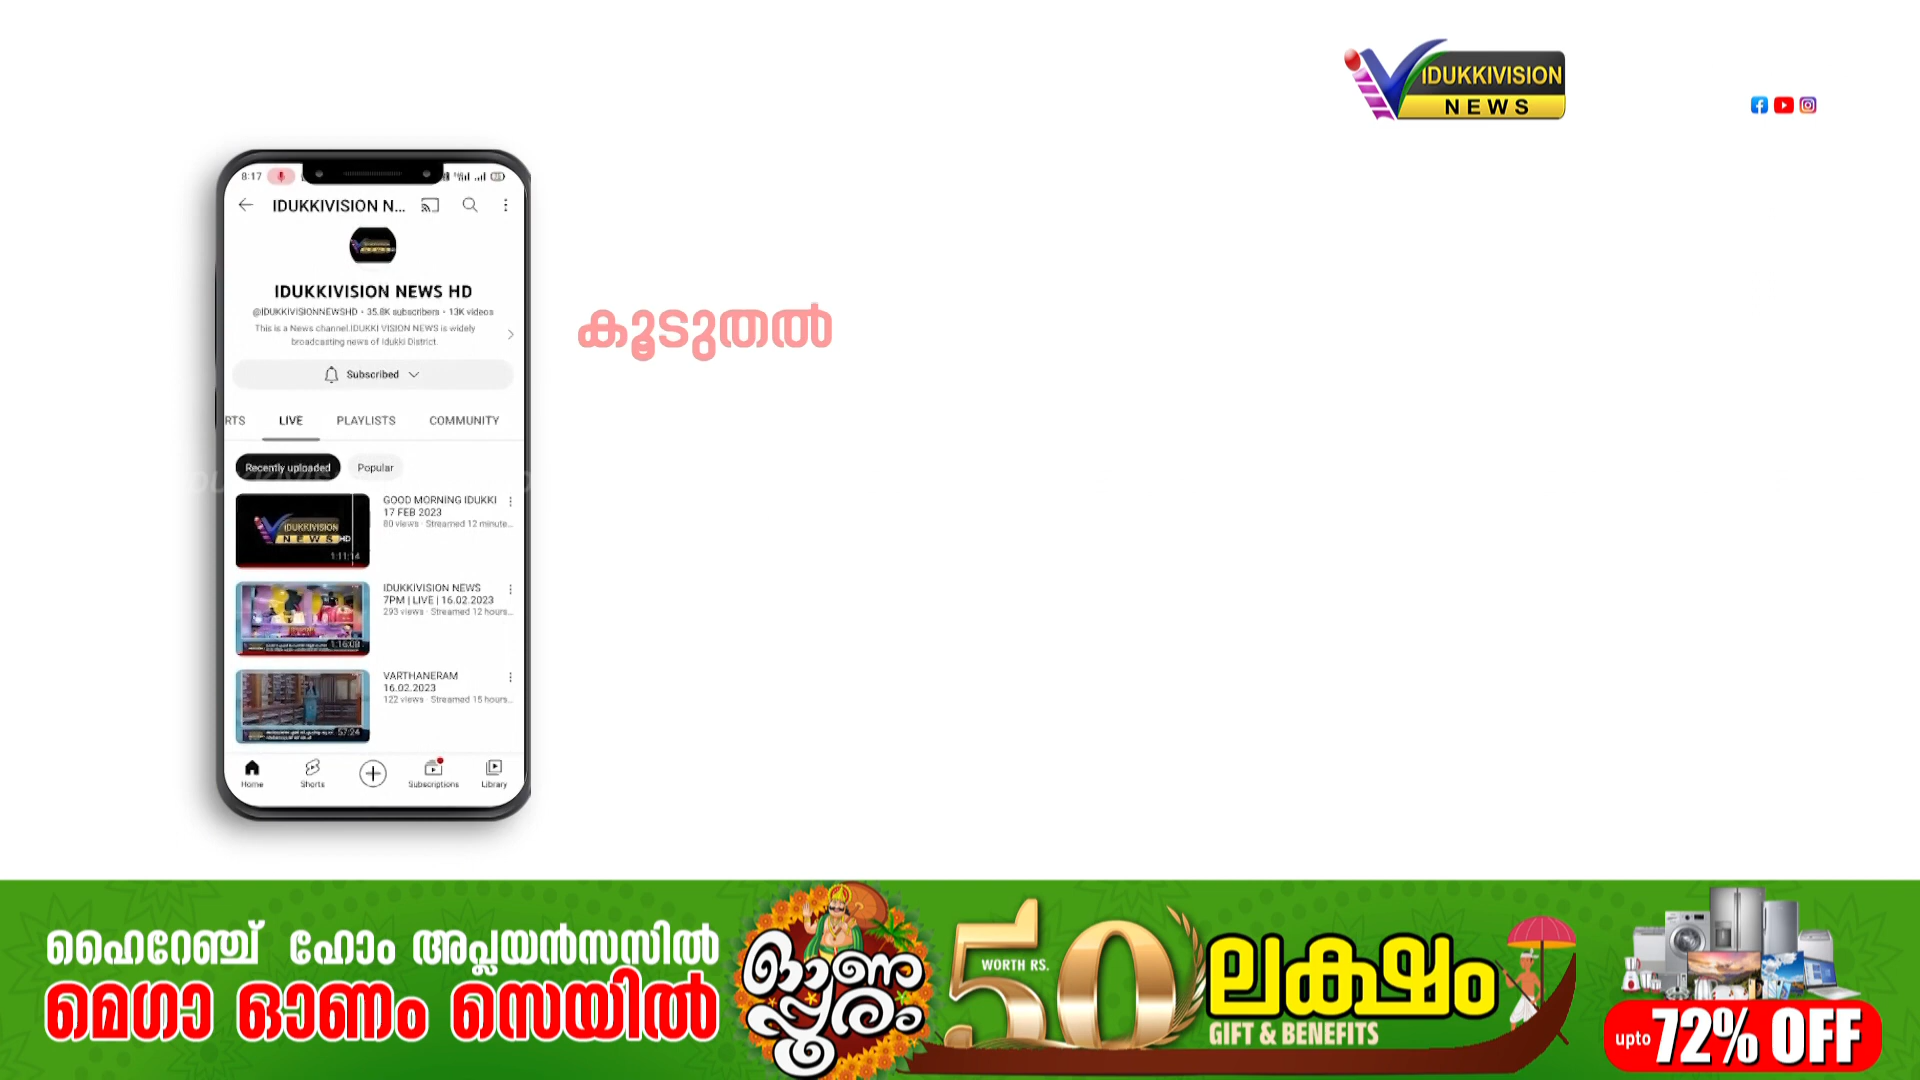 IDUKKIVISION
NEWS
8:17
IDUKKIVISION N...
IDUKKIVISION NEWS HD
@IDUKKIVISIONNEWSHD • 35.8K subscribers • 13K videos
This is a News channel.IDUKKI VISION NEWS is widely
broadcasting news of Idukki District.
Subscribed
RTS LIVE PLAYLISTS COMMUNITY
Recently uploaded Popular
IDUKKIVISION
NEWS HD
1:11:14
GOOD MORNING IDUKKI
17 FEB 2023
80 views · Streamed 12 minute...
1:16:08
IDUKKIVISION NEWS
7PM | LIVE | 16.02.2023
293 views · Streamed 12 hours...
57:24
VARTHANERAM
16.02.2023
122 views · Streamed 15 hours...
Home Shorts Subscriptions Library
കൂടുതൽ
ഹൈറേഞ്ച് ഹോം അപ്ലയൻസസിൽ
മെഗാ ഓണം സെയിൽ
ഓണ
പ്പൂരം
WORTH RS.
50 ലക്ഷം
GIFT & BENEFITS
upto 72% OFF